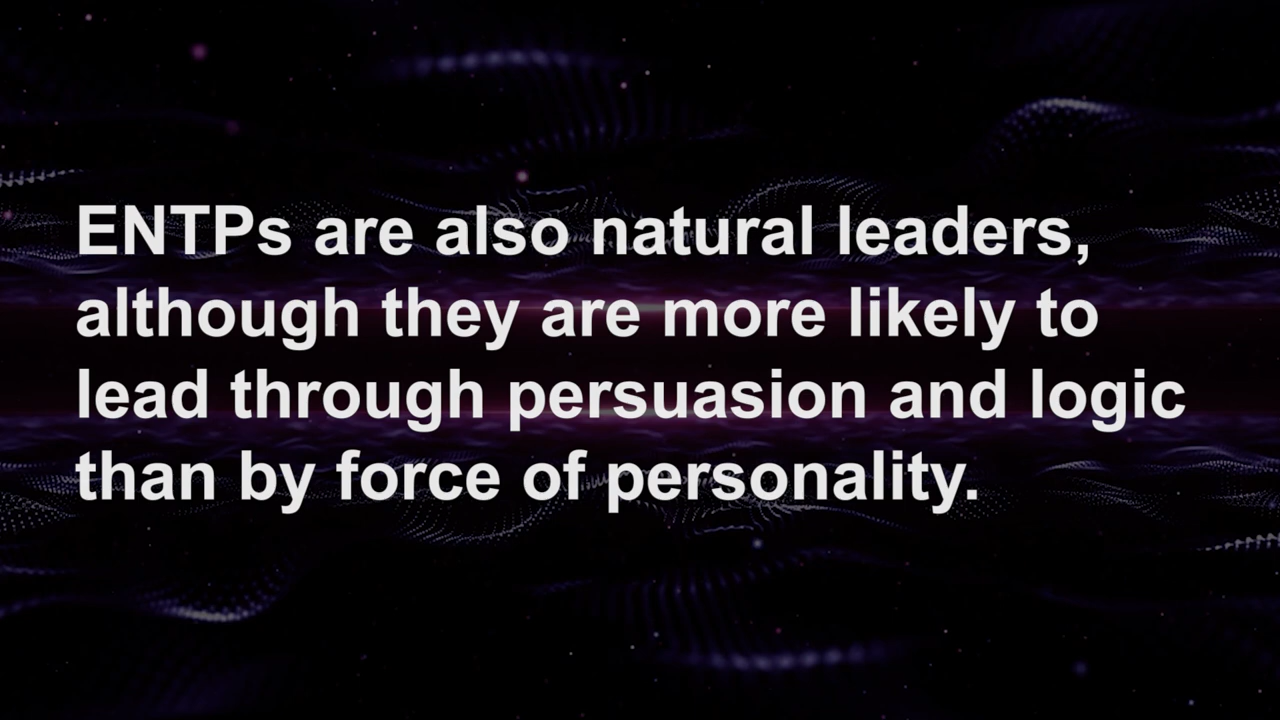 ENTPs are also natural leaders,
although they are more likely to
lead through persuasion and logic
than by force of personality.